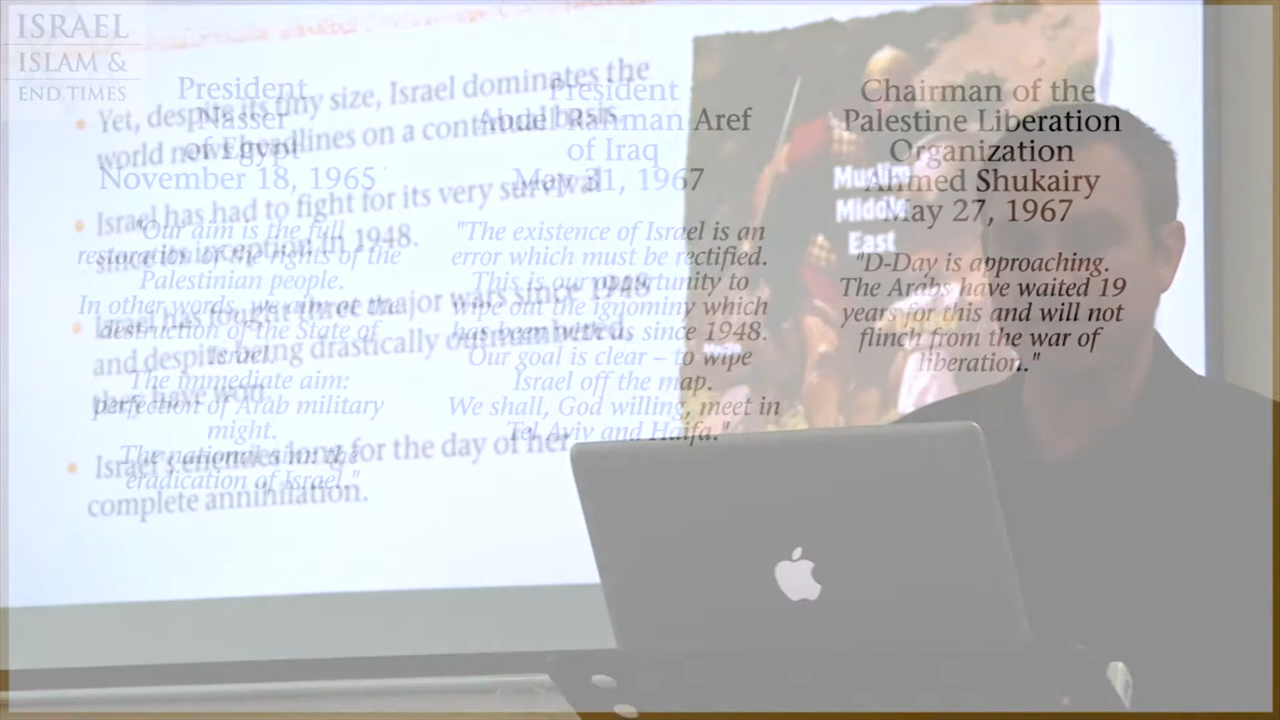 ISRAEL
ISLAM &
END TIMES
President
Nasser
of Egypt
November 18, 1965
"Our aim is the full
restoration of the rights of the
Palestinian people.
In other words, we aim at the
destruction of the State of
Israel.
The immediate aim:
perfection of Arab military
might.
The national aim: the
eradication of Israel."
President
Abdel Rahman Aref
of Iraq
May 31, 1967
"The existence of Israel is an
error which must be rectified.
This is our opportunity to
wipe out the ignominy which
has been with us since 1948.
Our goal is clear – to wipe
Israel off the map.
We shall, God willing, meet in
Tel Aviv and Haifa."
Chairman of the
Palestine Liberation
Organization
Ahmed Shukairy
May 27, 1967
"D-Day is approaching.
The Arabs have waited 19
years for this and will not
flinch from the war of
liberation.."
• Yet, despite its tiny size, Israel dominates the
world news headlines on a continual basis.
• Israel has had to fight for its very survival
since its inception in 1948.
• Israel has fought three major wars since 1948
and despite being drastically outnumbered
they have won.
• Israel's enemies long for the day of her
complete annihilation.
Muslim
Middle
East